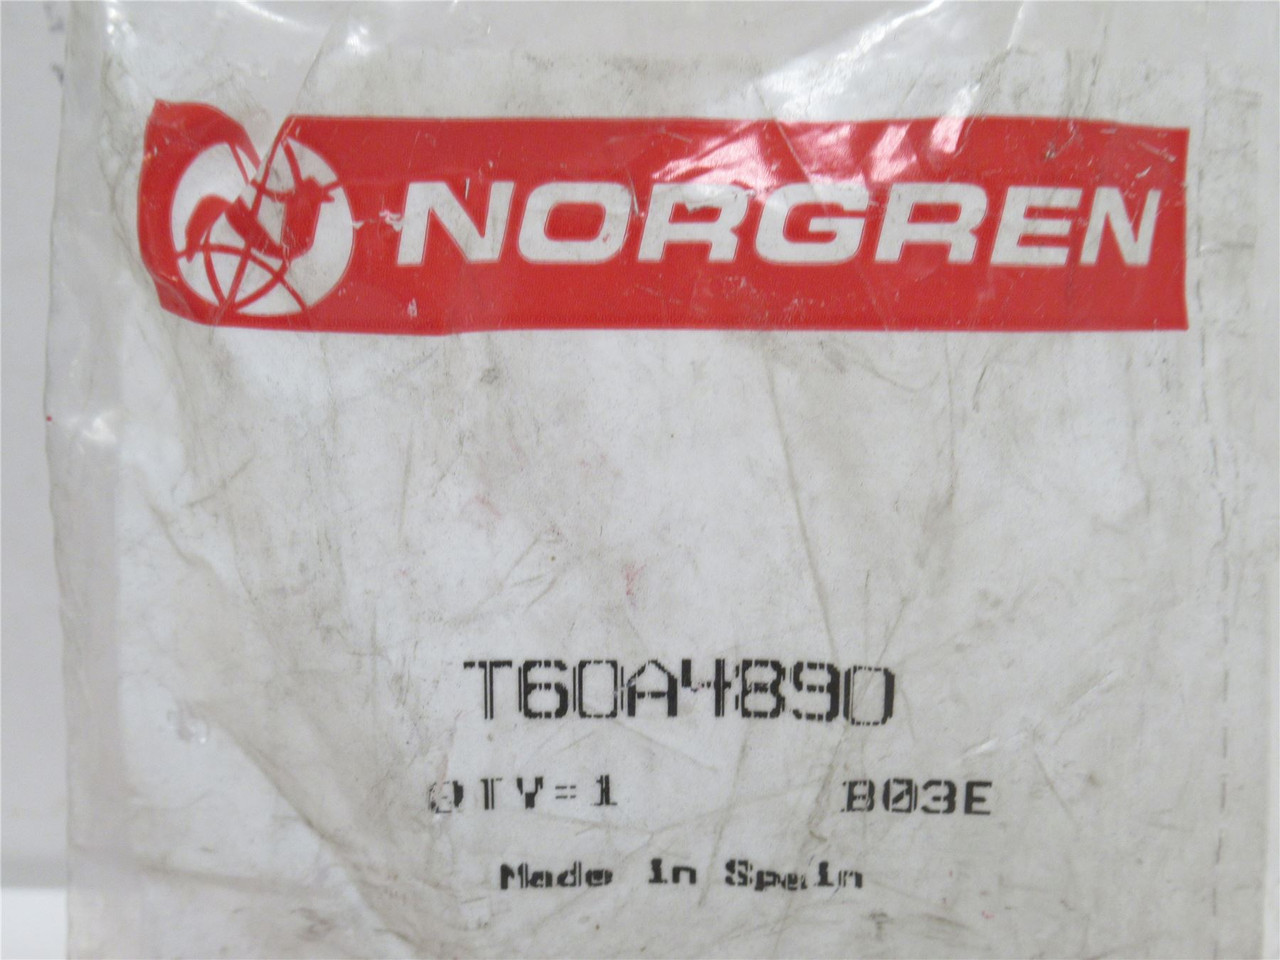 NORGREN
T60A4890
QTY=1 B03E
Made in Spain